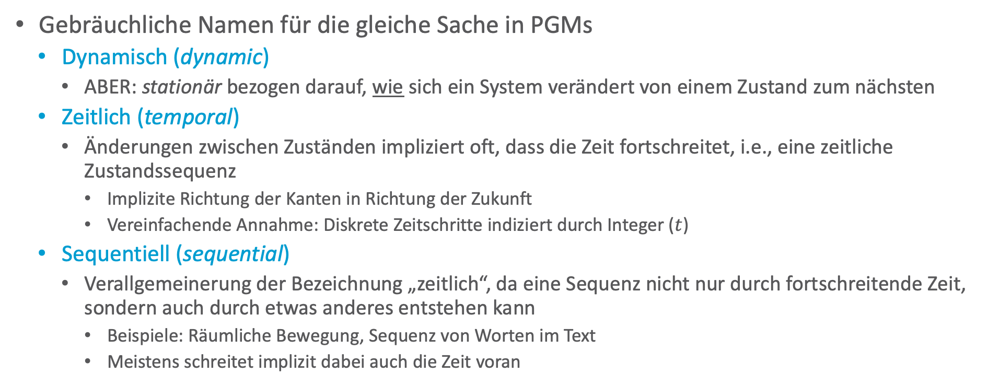 • Gebräuchliche Namen für die gleiche Sache in PGMs
• Dynamisch (dynamic)
• ABER: stationär bezogen darauf, wie sich ein System verändert von einem Zustand zum nächsten
• Zeitlich (temporal)
• Änderungen zwischen Zuständen impliziert oft, dass die Zeit fortschreitet, i.e., eine zeitliche
Zustandssequenz
• Implizite Richtung der Kanten in Richtung der Zukunft
• Vereinfachende Annahme: Diskrete Zeitschritte indiziert durch Integer (t)
• Sequentiell (sequential)
• Verallgemeinerung der Bezeichnung „zeitlich“, da eine Sequenz nicht nur durch fortschreitende Zeit,
sondern auch durch etwas anderes entstehen kann
• Beispiele: Räumliche Bewegung, Sequenz von Worten im Text
• Meistens schreitet implizit dabei auch die Zeit voran